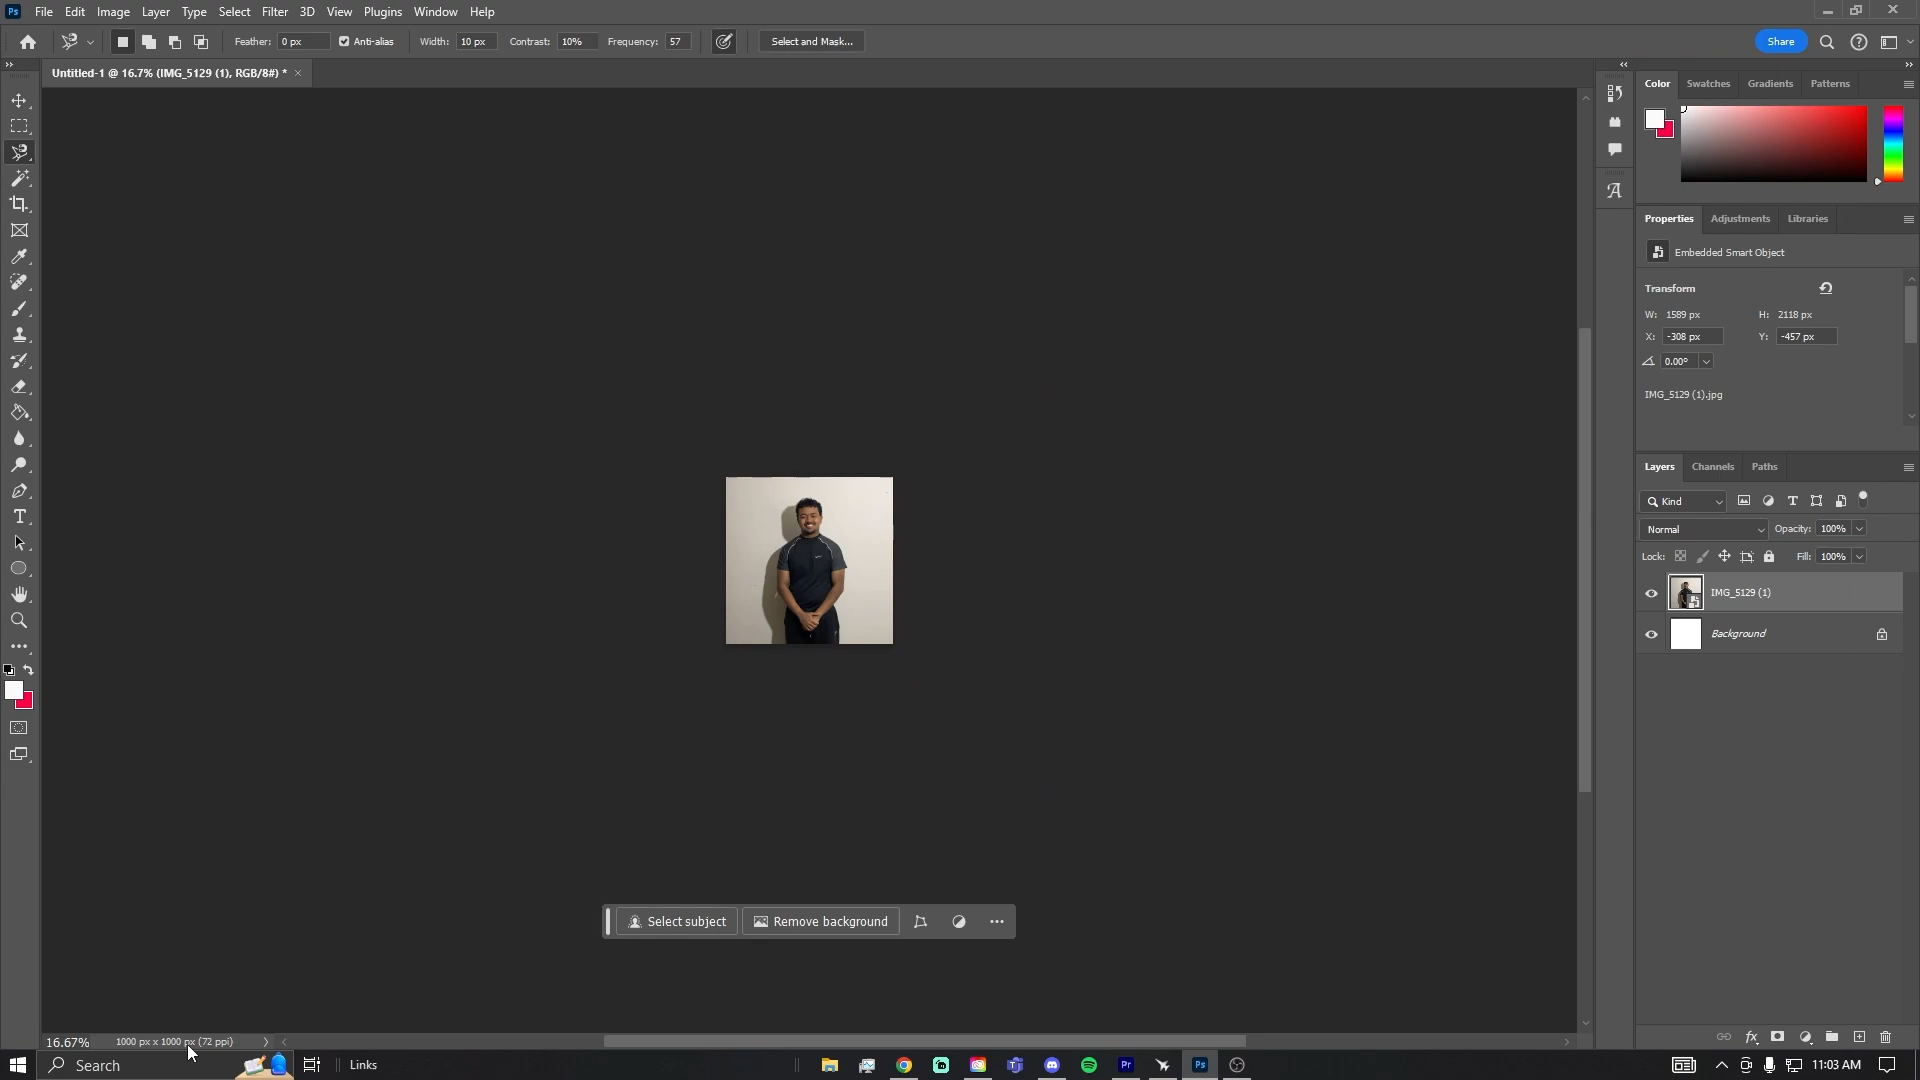 Ps File Edit Image Layer Type Select Filter 3D View Plugins Window Help
Feather: 0 px Anti-alias Width: 10 px Contrast: 10% Frequency: 57 Select and Mask... Share
Untitled-1 @ 16.7% (IMG_5129 (1), RGB/8#) * ×
Color Swatches Gradients Patterns
Properties Adjustments Libraries
Embedded Smart Object
Transform
W: 1589 px H: 2118 px
X: -308 px Y: -457 px
0.00°
IMG_5129 (1).jpg
Layers Channels Paths
Kind
Normal Opacity: 100%
Lock: Fill: 100%
IMG_5129 (1)
Background
Select subject Remove background
16.67% 1000 px x 1000 px (72 ppi)
Search Links Pr Ps 11:03 AM